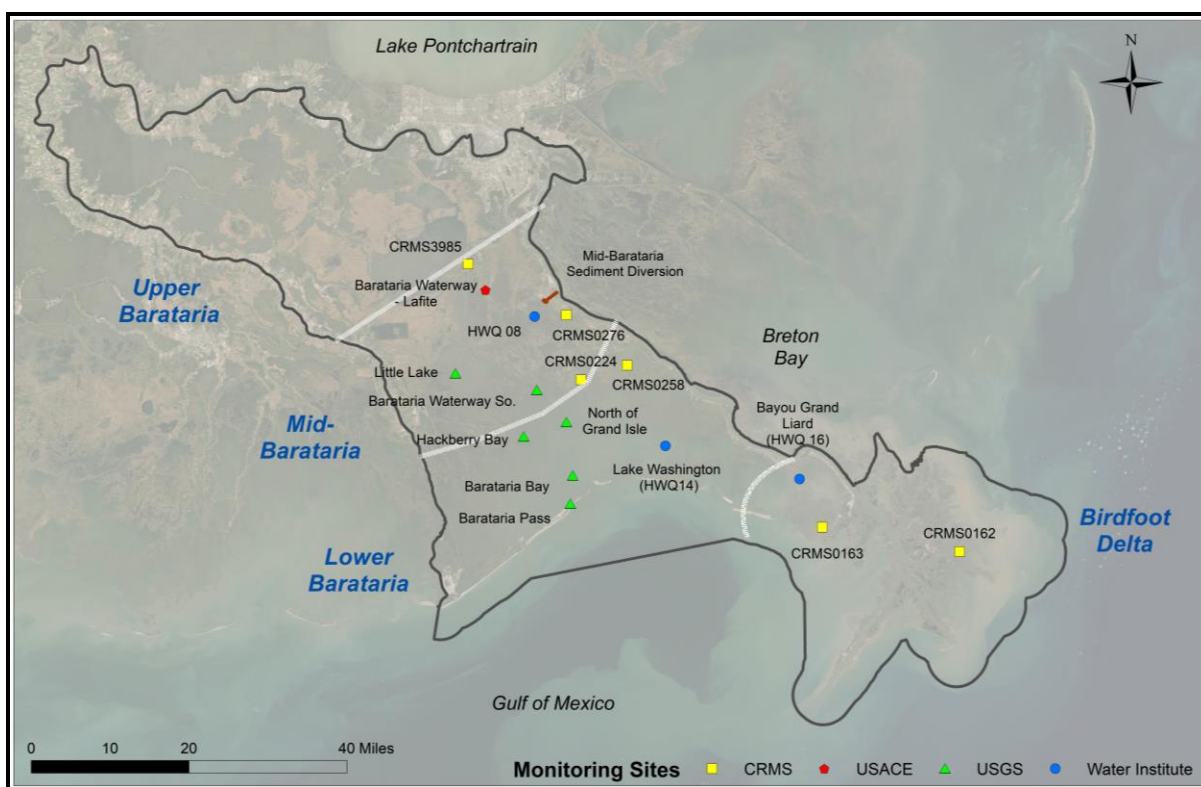 Lake Pontchartrain
N
CRMS3985
Mid-Barataria
Sediment Diversion
Barataria Waterway
- Lafite
Upper
Barataria
HWQ 08
CRMS0276
Breton
Bay
CRMS0224
CRMS0258
Little Lake
Barataria Waterway So.
Mid-
Barataria
North of
Grand Isle
Bayou Grand
Liard
(HWQ 16)
Hackberry Bay
Lake Washington
(HWQ14)
Barataria Bay
Barataria Pass
Birdfoot
Delta
CRMS0162
CRMS0163
Lower
Barataria
Gulf of Mexico
0 10 20 40 Miles
Monitoring Sites CRMS USACE USGS Water Institute